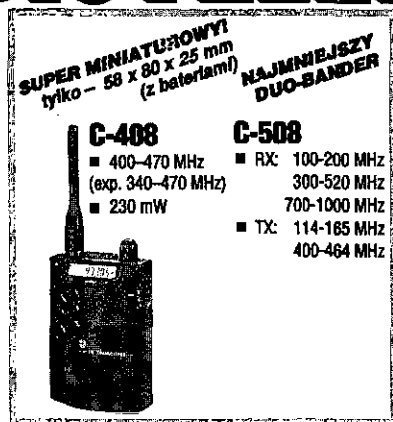 SUPER MINIATUROWY!
tylko – 58 x 80 x 25 mm
(z bateriami)
NAJMNIEJSZY
DUO-BANDER
C-408
■ 400–470 MHz
(exp. 340–470 MHz)
■ 230 mW
C-508
■ RX: 100-200 MHz
300-520 MHz
700-1000 MHz
■ TX: 114-165 MHz
400-464 MHz